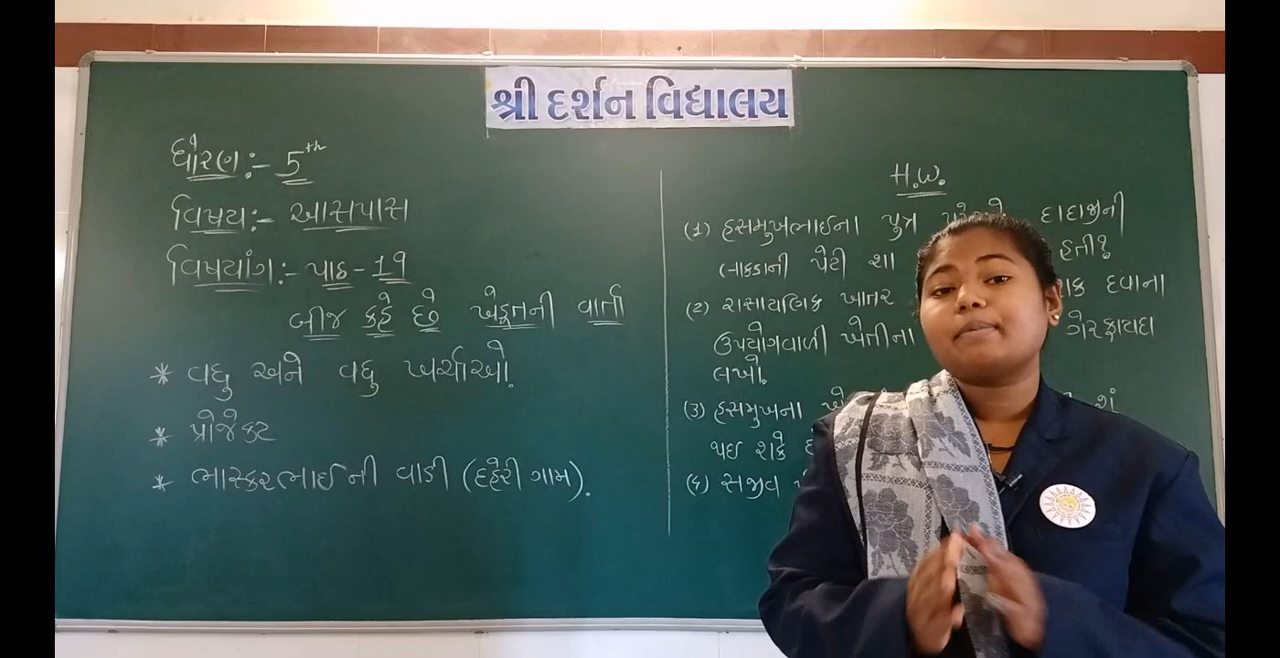 શ્રી દર્શન વિદ્યાલય
ધોરણ:- 5th
વિષય:- આસપાસ
વિષયાંગ:- પાઠ-19
બીજ કહે છે ખેડૂતની વાર્તા
* વધુ અને વધુ ખર્ચાઓ.
* પ્રોજેક્ટ
* ભાસ્કરભાઈની વાડી (દહેરી ગામ).
H.W.
(1) હસમુખભાઈના પુત્ર દાદાજીની
લાકડાની પેટી શા હતી?
(2) રાસાયણિક ખાતર દવાના
ઉપયોગવાળી ખેતીના ગેરફાયદા
લખો.
(3) હસમુખના શું
થઈ શકે
(4) સજીવ